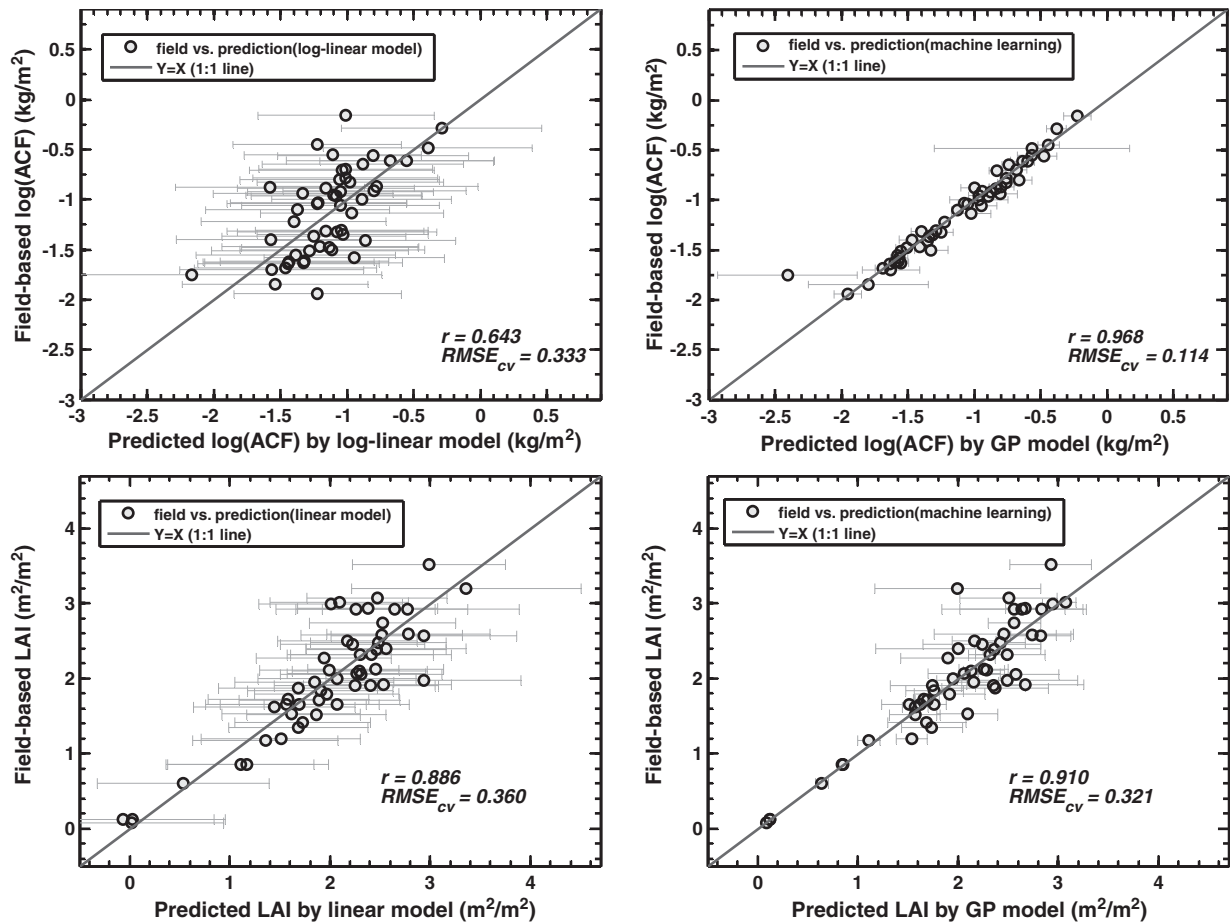 field vs. prediction(log-linear model)
Y=X (1:1 line)
Field-based log(ACF) (kg/m²)
0.5
0
-0.5
-1
-1.5
-2
-2.5
-3
r = 0.643
RMSEcv = 0.333
-3 -2.5 -2 -1.5 -1 -0.5 0 0.5
Predicted log(ACF) by log-linear model (kg/m²)
field vs. prediction(machine learning)
Y=X (1:1 line)
Field-based log(ACF) (kg/m²)
0.5
0
-0.5
-1
-1.5
-2
-2.5
-3
r = 0.968
RMSEcv = 0.114
-3 -2.5 -2 -1.5 -1 -0.5 0 0.5
Predicted log(ACF) by GP model (kg/m²)
field vs. prediction(linear model)
Y=X (1:1 line)
Field-based LAI (m²/m²)
4
3
2
1
0
r = 0.886
RMSEcv = 0.360
0 1 2 3 4
Predicted LAI by linear model (m²/m²)
field vs. prediction(machine learning)
Y=X (1:1 line)
Field-based LAI (m²/m²)
4
3
2
1
0
r = 0.910
RMSEcv = 0.321
0 1 2 3 4
Predicted LAI by GP model (m²/m²)